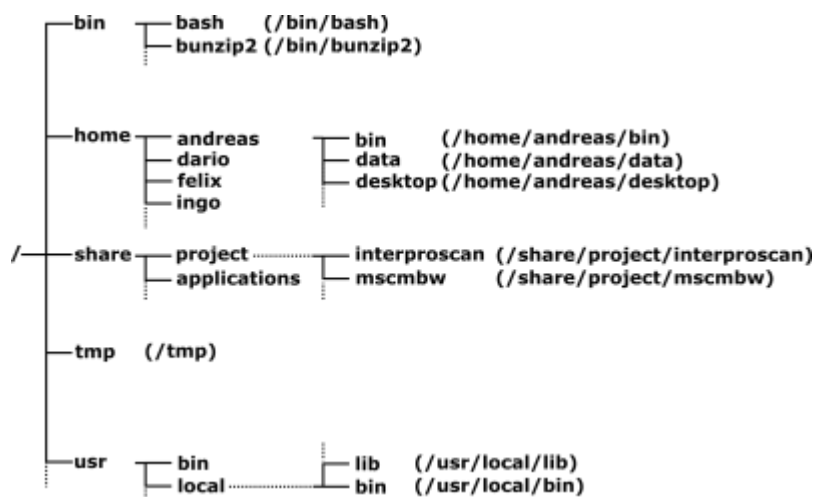 bin bash (/bin/bash)
bunzip2 (/bin/bunzip2)
home andreas bin (/home/andreas/bin)
dario data (/home/andreas/data)
felix desktop (/home/andreas/desktop)
ingo
/ share project interproscan (/share/project/interproscan)
applications mscmbw (/share/project/mscmbw)
tmp (/tmp)
usr bin lib (/usr/local/lib)
local bin (/usr/local/bin)